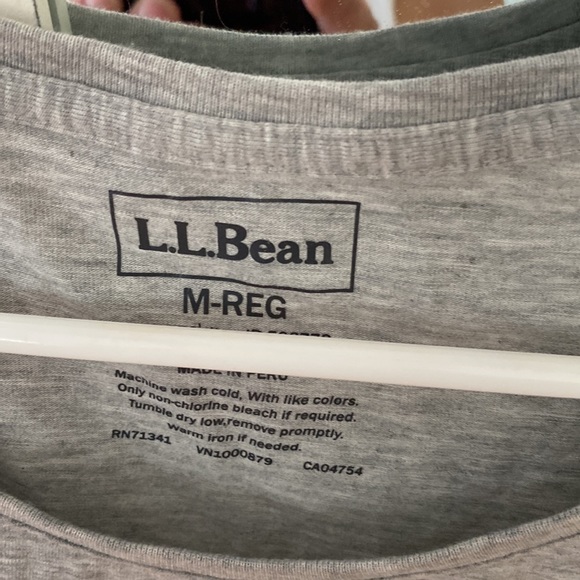 L.L.Bean
M-REG
MADE IN PERU
Machine wash cold, With like colors.
Only non-chlorine bleach if required.
Tumble dry low,remove promptly.
Warm iron if needed.
RN71341 VN1000879 CA04754